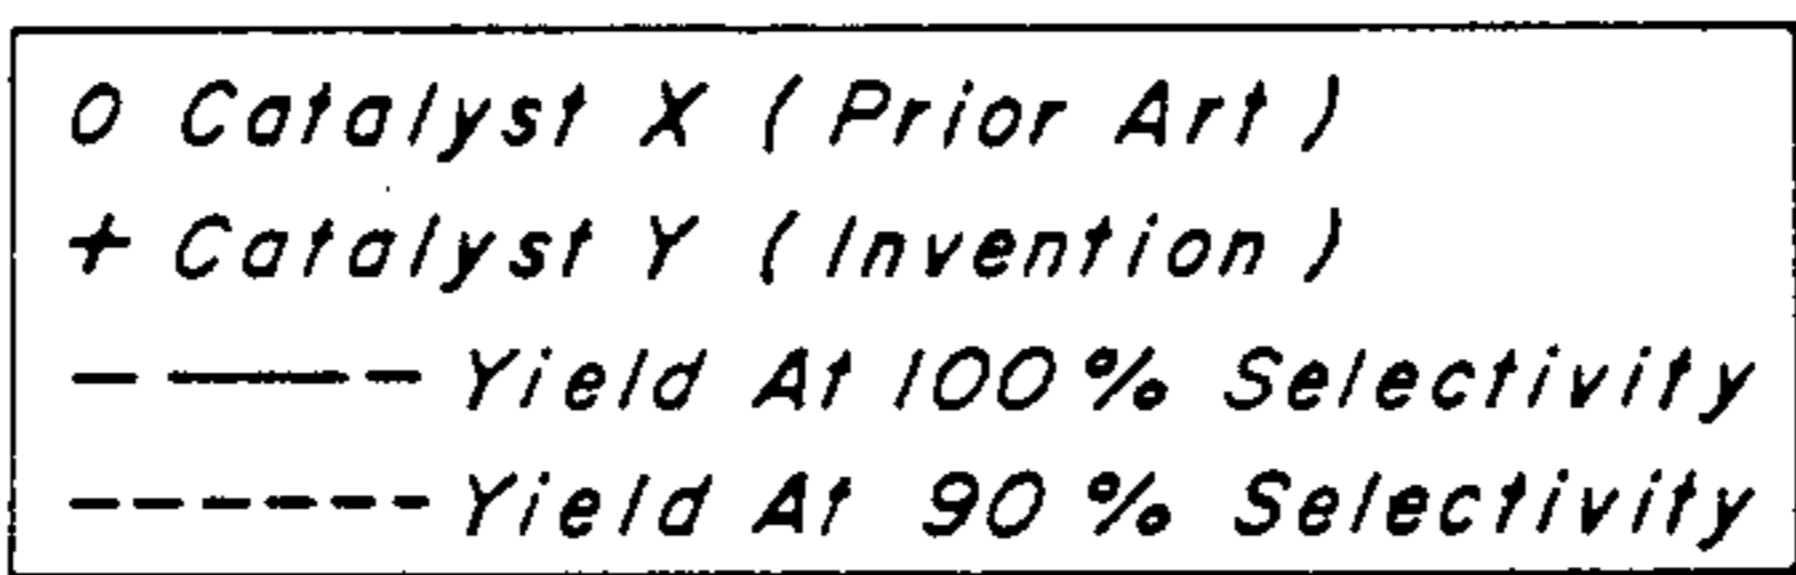 O Catalyst X ( Prior Art )
+ Catalyst Y ( Invention )
Yield At 100 % Selectivity
Yield At 90 % Selectivity